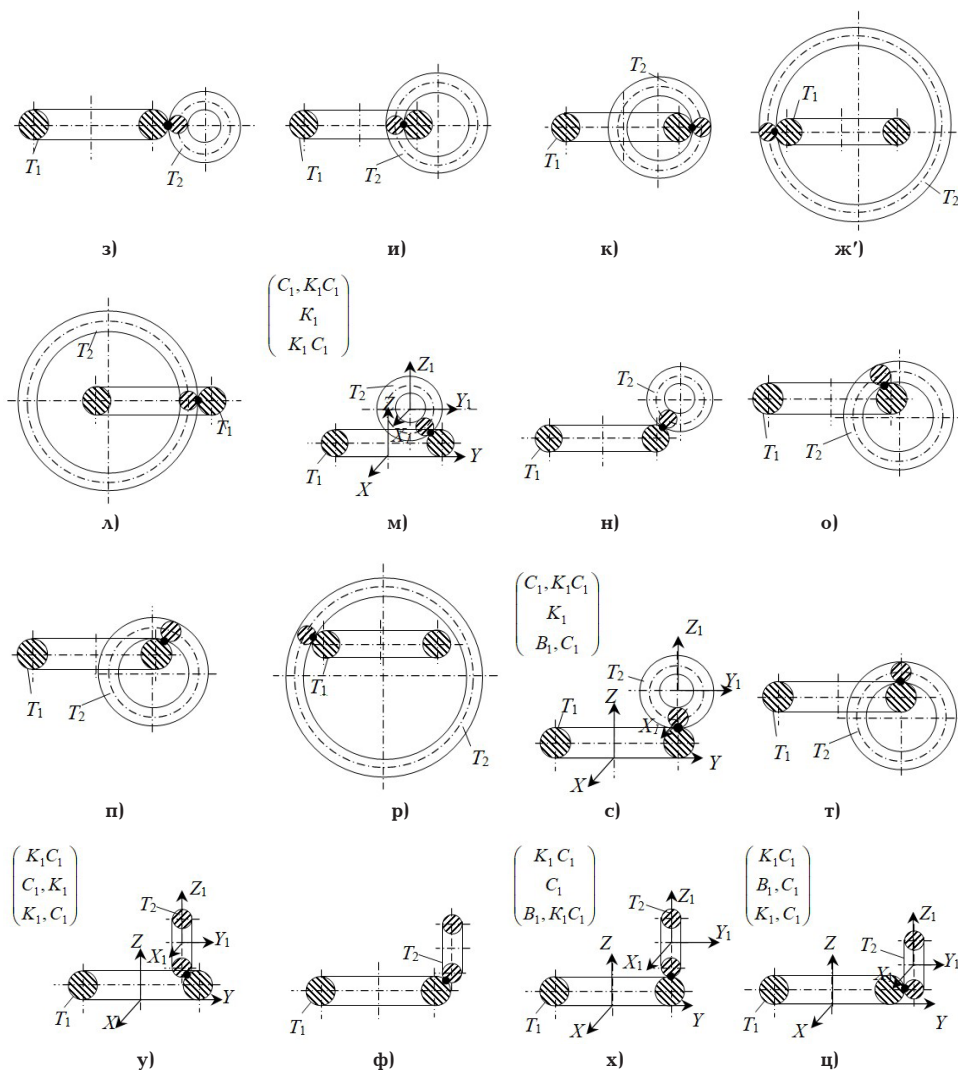 T₁ T₂
T₁ T₂
T₂ T₁
T₁ T₂
з) и) к) ж′)
T₂ T₁
C₁, K₁C₁
K₁
K₁ C₁
Z₁ T₂ Z Y₁ X₁ T₁ Y X
T₂ T₁
T₁ T₂
л) м) н) о)
T₁ T₂
T₁ T₂
C₁, K₁C₁
K₁
B₁, C₁
Z₁ T₂ Y₁ T₁ Z X₁ Y X
T₁ T₂
п) р) с) т)
K₁C₁
C₁, K₁
K₁, C₁
T₂ Z₁ Z Y₁ X₁ T₁ Y X
T₂ T₁
K₁ C₁
C₁
B₁, K₁C₁
T₂ Z₁ Z Y₁ X₁ T₁ Y X
K₁C₁
B₁, C₁
K₁, C₁
Z₁ T₂ Z Y₁ X₁ T₁ Y X
у) ф) х) ц)